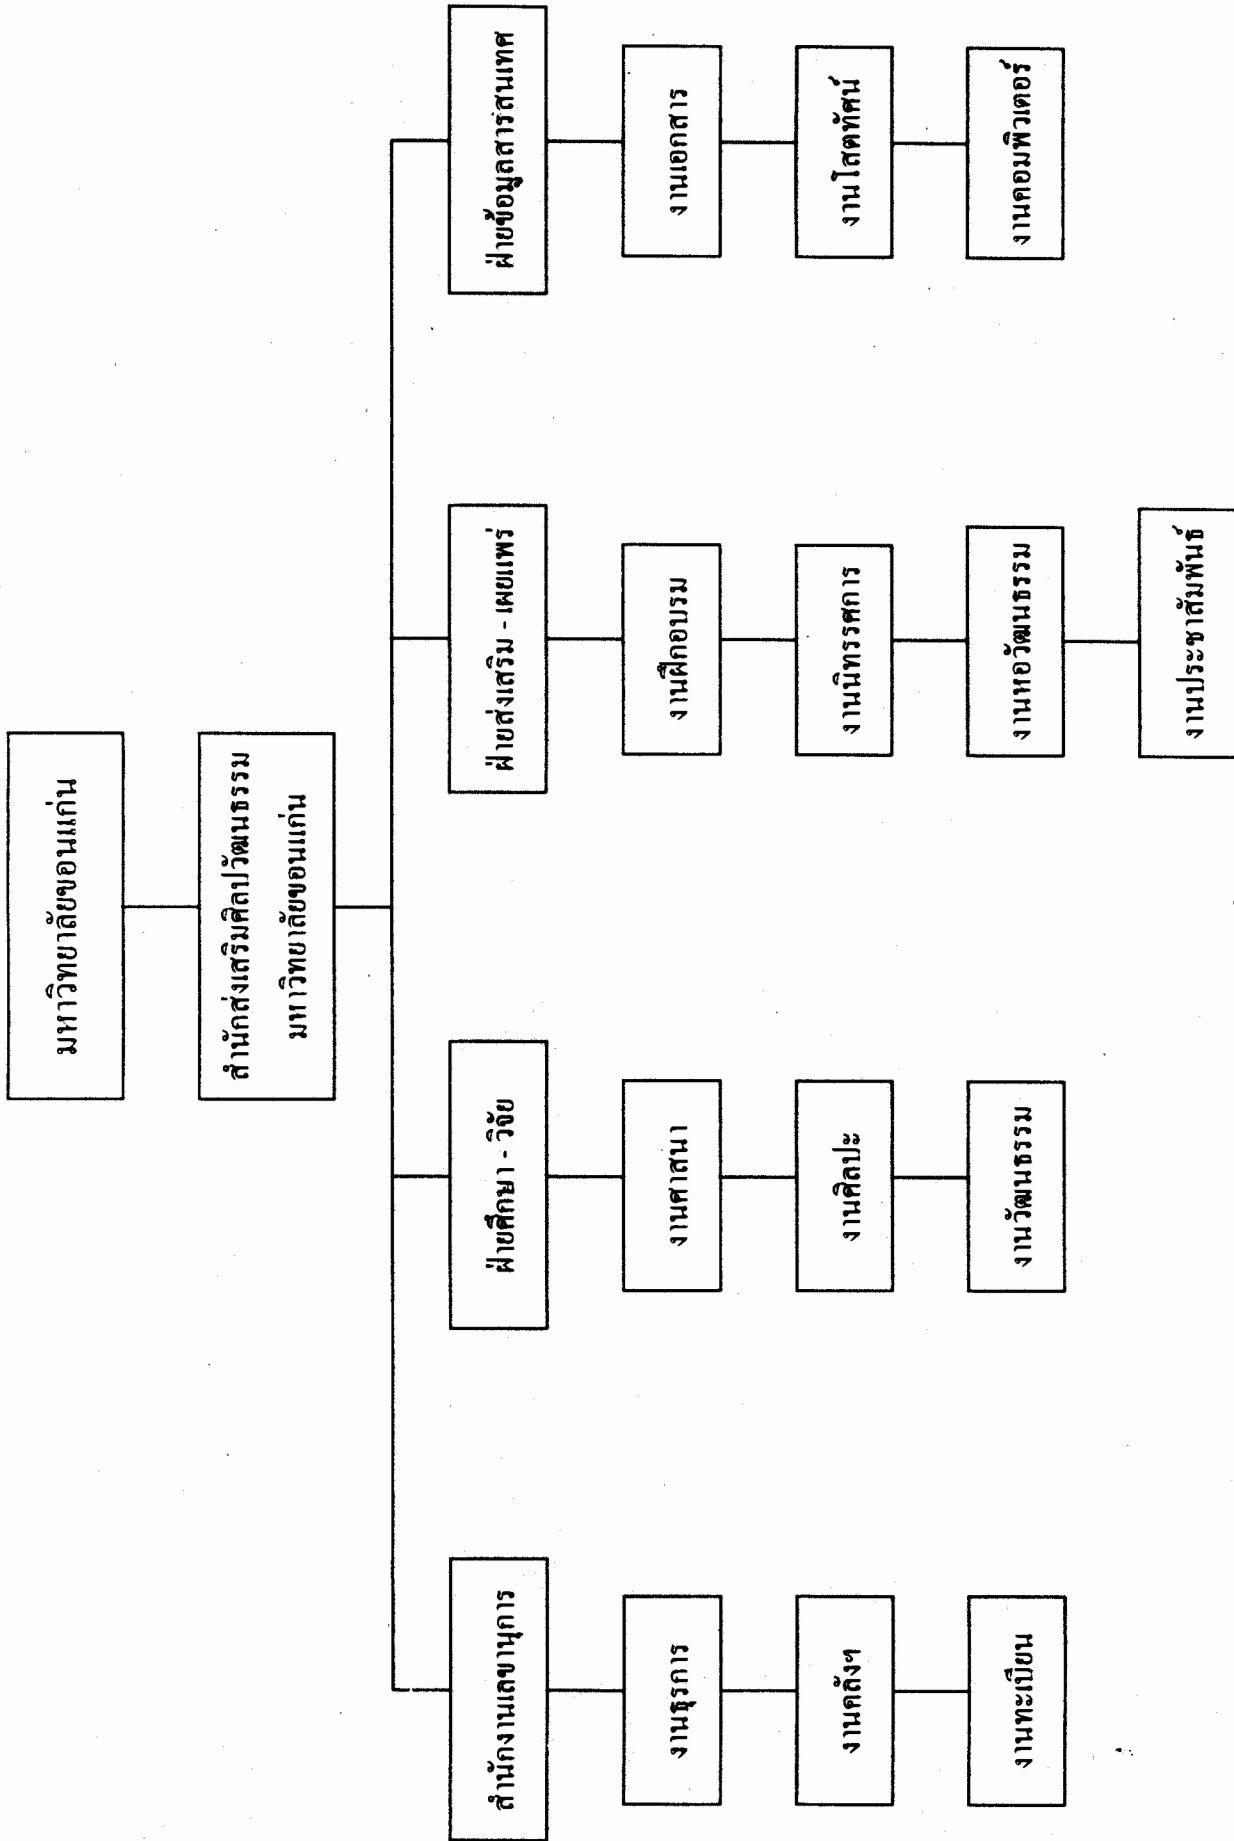 มหาวิทยาลัยขอนแก่น
สำนักส่งเสริมศิลปวัฒนธรรม
มหาวิทยาลัยขอนแก่น
สำนักงานเลขานุการ
งานธุรการ
งานคลังฯ
งานทะเบียน
ฝ่ายศึกษา - วิจัย
งานศาสนา
งานศิลปะ
งานวัฒนธรรม
ฝ่ายส่งเสริม - เผยแพร่
งานฝึกอบรม
งานนิทรรศการ
งานหอวัฒนธรรม
งานประชาสัมพันธ์
ฝ่ายข้อมูลสารสนเทศ
งานเอกสาร
งานโสตทัศน์
งานคอมพิวเตอร์